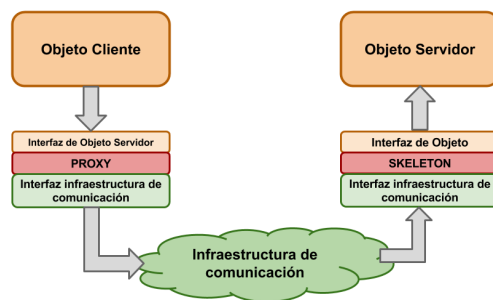 Objeto Cliente
Interfaz de Objeto Servidor
PROXY
Interfaz infraestructura de
comunicación
Objeto Servidor
Interfaz de Objeto
SKELETON
Interfaz infraestructura de
comunicación
Infraestructura de
comunicación